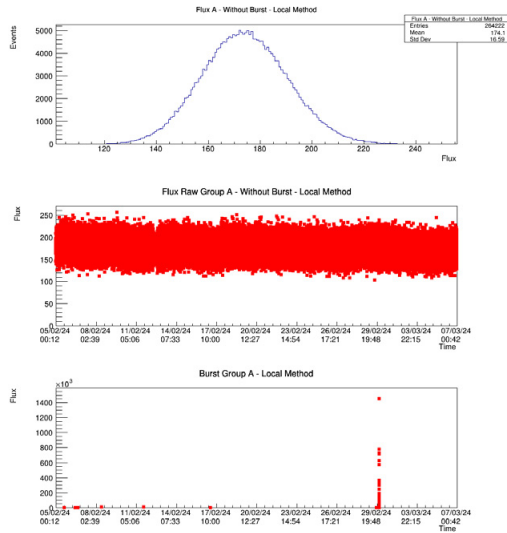 Flux A - Without Burst - Local Method
Flux A - Without Burst - Local Method
Entries 264222
Mean 174.1
Std Dev 16.59
Events
5000
4000
3000
2000
1000
0
120 140 160 180 200 220 240
Flux
Flux Raw Group A - Without Burst - Local Method
Flux
250
200
150
100
50
0
05/02/24 08/02/24 11/02/24 14/02/24 17/02/24 20/02/24 23/02/24 26/02/24 29/02/24 03/03/24 07/03/24
00:12 02:39 05:06 07:33 10:00 12:27 14:54 17:21 19:48 22:15 00:42
Time
Burst Group A - Local Method
×10³
Flux
1400
1200
1000
800
600
400
200
0
05/02/24 08/02/24 11/02/24 14/02/24 17/02/24 20/02/24 23/02/24 26/02/24 29/02/24 03/03/24 07/03/24
00:12 02:39 05:06 07:33 10:00 12:27 14:54 17:21 19:48 22:15 00:42
Time